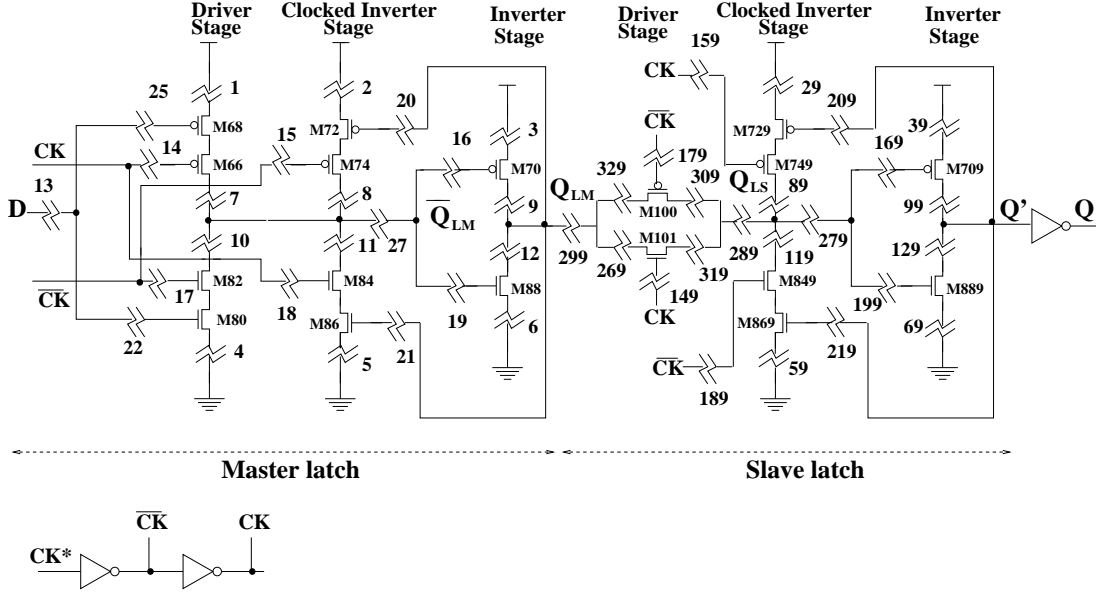 Driver Stage
Clocked Inverter Stage
Inverter Stage
Driver Stage
Clocked Inverter Stage
Inverter Stage
159
CK
25
1
2
20
29
209
M68
M72
3
CK
M729
39
CK
14
15
16
179
169
M66
M74
M70
M749
M709
13
329
309
D
7
8
9
Q
LM
Q
LS
89
99
Q
LM
M100
Q'
Q
10
11
27
12
299
M101
289
279
129
269
319
119
CK
17
M82
M84
M88
149
M849
M889
18
19
CK
199
22
M80
M86
21
6
M869
219
69
4
5
CK
189
59
Master latch
Slave latch
CK
CK
CK*